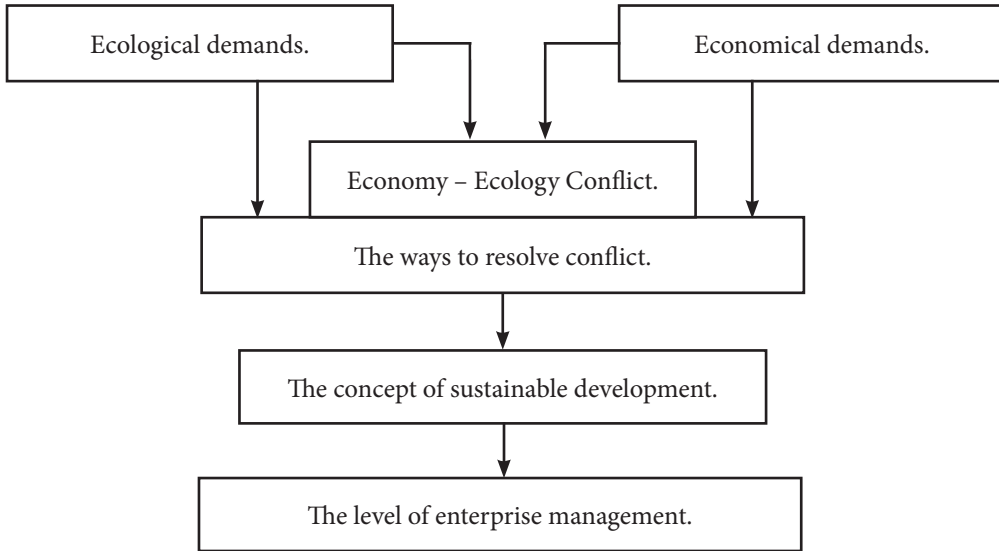 Ecological demands.
Economical demands.
Economy – Ecology Conflict.
The ways to resolve conflict.
The concept of sustainable development.
The level of enterprise management.